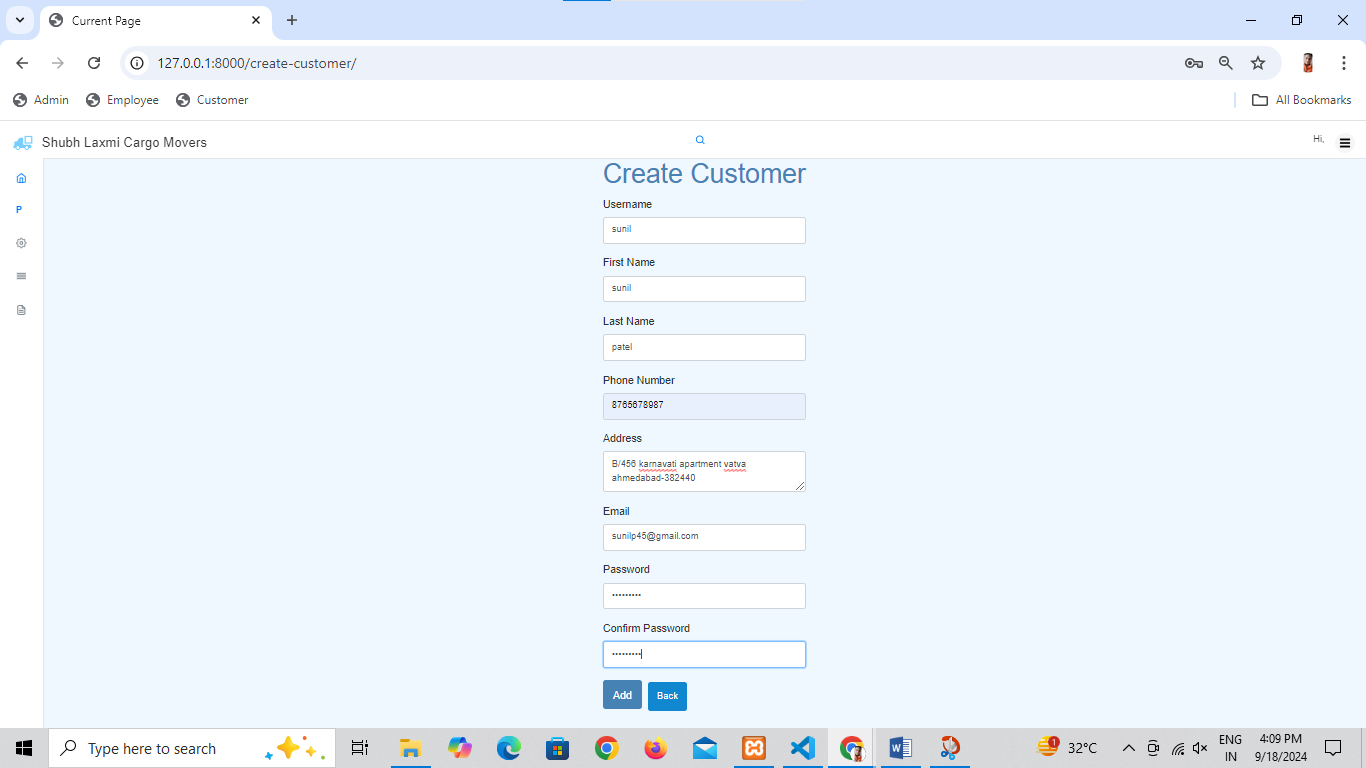 Current Page
127.0.0.1:8000/create-customer/
Admin Employee Customer All Bookmarks
Shubh Laxmi Cargo Movers Hi,
P
Create Customer
Username
sunil
First Name
sunil
Last Name
patel
Phone Number
8765678987
Address
B/456 karnavati apartment vatva
ahmedabad-382440
Email
sunilp45@gmail.com
Password
•••••••••
Confirm Password
•••••••••
Add Back
Type here to search
1 32°C
ENG
IN
4:09 PM
9/18/2024